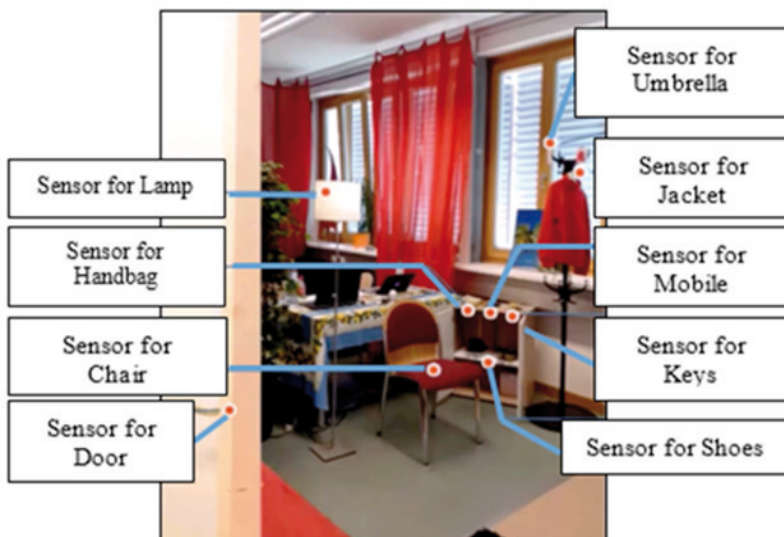 Sensor for
Umbrella
Sensor for Lamp
Sensor for
Jacket
Sensor for
Handbag
Sensor for
Mobile
Sensor for
Chair
Sensor for
Keys
Sensor for
Door
Sensor for Shoes